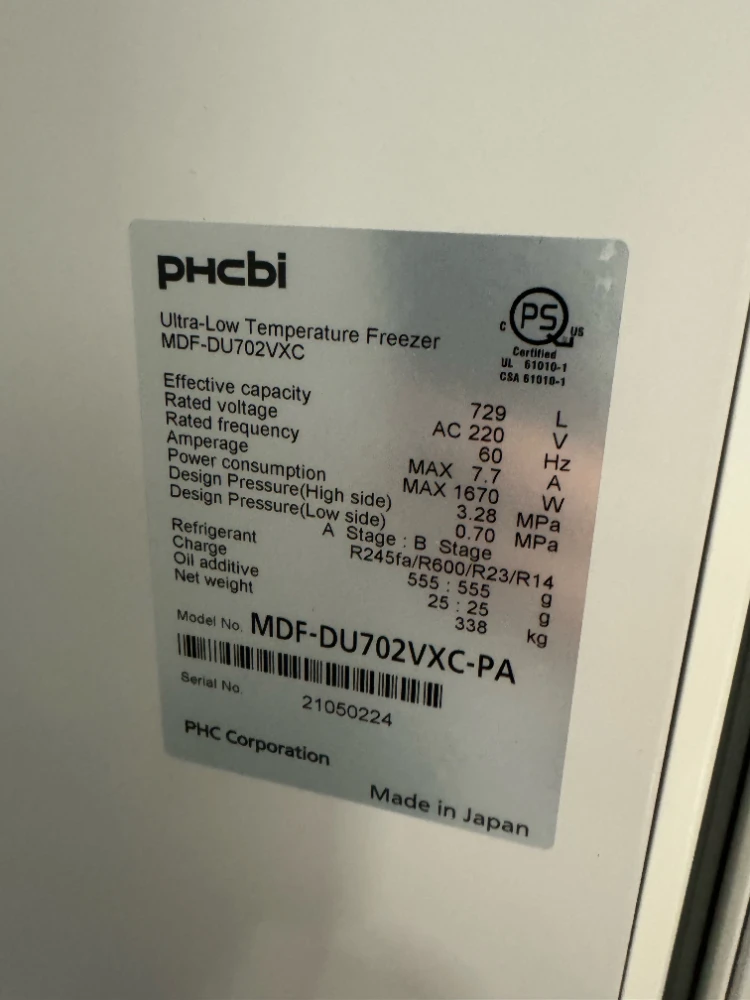 PHCbi
Ultra-Low Temperature Freezer
MDF-DU702VXC
C PS US
Certified
UL 61010-1
CSA 61010-1
Effective capacity 729 L
Rated voltage AC 220 V
Rated frequency 60 Hz
Amperage MAX 7.7 A
Power consumption MAX 1670 W
Design Pressure(High side) 3.28 MPa
Design Pressure(Low side) 0.70 MPa
A Stage : B Stage
Refrigerant R245fa/R600/R23/R14
Charge 555 : 555 g
Oil additive 25 : 25 g
Net weight 338 kg
Model No. MDF-DU702VXC-PA
Serial No. 21050224
PHC Corporation
Made in Japan